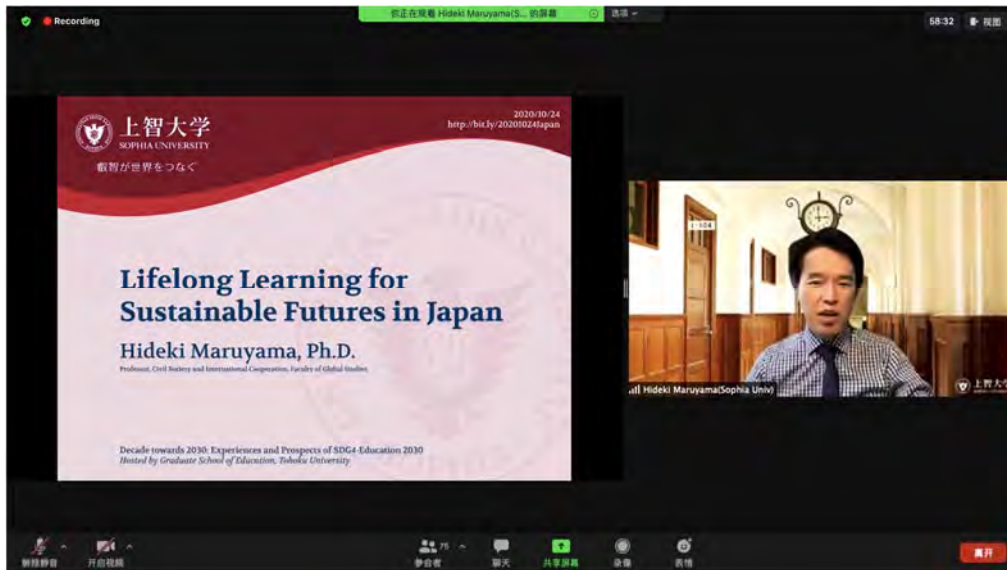 Recording
你正在观看 Hideki Maruyama(S... 的屏幕
选项
58:32
视图
上智大学
SOPHIA UNIVERSITY
叡智が世界をつなぐ
2020/10/24
http://bit.ly/20201024Japan
Lifelong Learning for
Sustainable Futures in Japan
Hideki Maruyama, Ph.D.
Professor, Civil Society and International Cooperation, Faculty of Global Studies,
Decade towards 2030: Experiences and Prospects of SDG4-Education 2030
Hosted by Graduate School of Education, Tohoku University
1-104
Hideki Maruyama(Sophia Univ)
上智大学
解除静音
开启视频
75
参会者
聊天
共享屏幕
录像
表情
离开